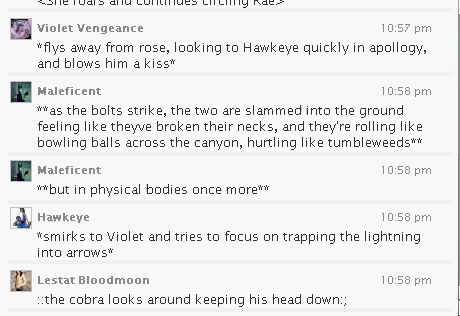 <She roars and continues circling Rae>
Violet Vengeance 10:57 pm
*flys away from rose, looking to Hawkeye quickly in apollogy,
and blows him a kiss*
Maleficent 10:58 pm
**as the bolts strike, the two are slammed into the ground
feeling like theyve broken their necks, and they're rolling like
bowling balls across the canyon, hurtling like tumbleweeds**
Maleficent 10:58 pm
**but in physical bodies once more**
Hawkeye 10:58 pm
*smirks to Violet and tries to focus on trapping the lightning
into arrows*
Lestat Bloodmoon 10:58 pm
::the cobra looks around keeping his head down:;